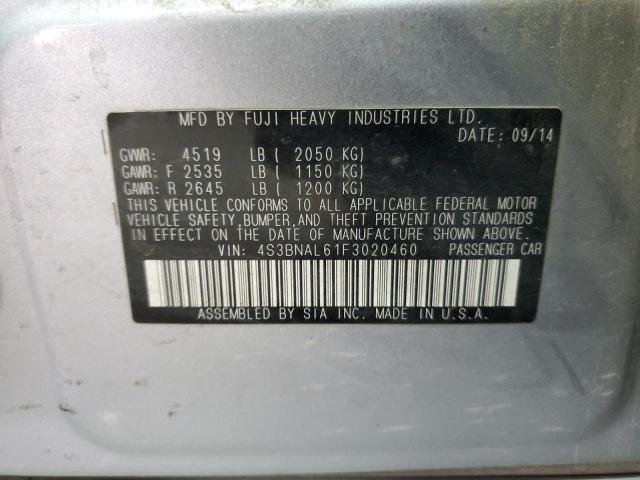 MFD BY FUJI HEAVY INDUSTRIES LTD.
DATE: 09/14
GVWR: 4519 LB ( 2050 KG)
GAWR: F 2535 LB ( 1150 KG)
GAWR: R 2645 LB ( 1200 KG)
THIS VEHICLE CONFORMS TO ALL APPLICABLE FEDERAL MOTOR
VEHICLE SAFETY,BUMPER,AND THEFT PREVENTION STANDARDS
IN EFFECT ON THE DATE OF MANUFACTURE SHOWN ABOVE.
VIN: 4S3BNAL61F3020460 PASSENGER CAR
ASSEMBLED BY SIA INC. MADE IN U.S.A.